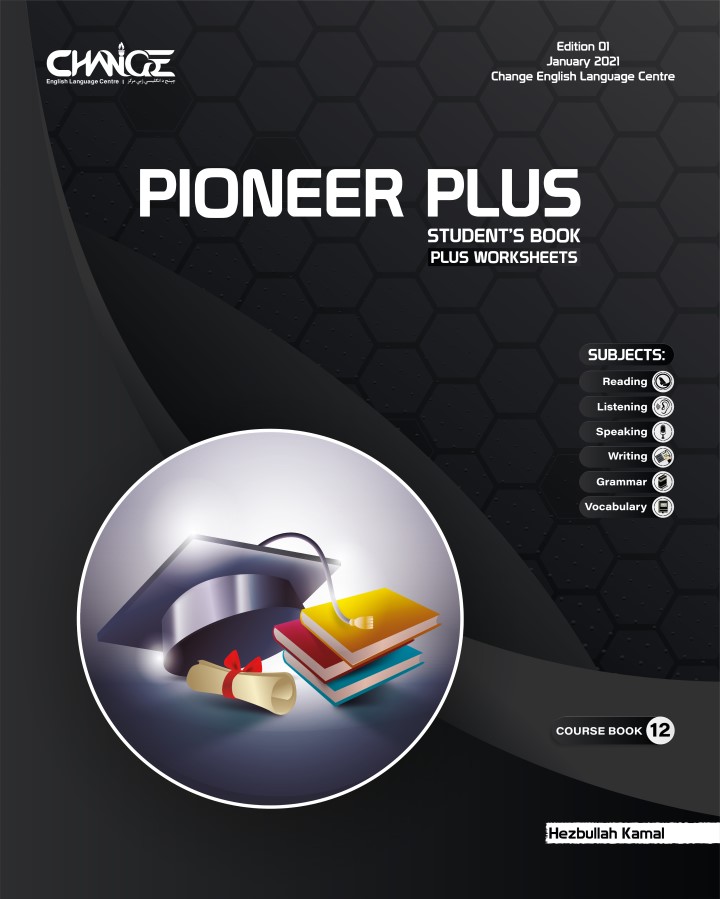 CHANGE
English Language Centre |
Edition 01
January 2021
Change English Language Centre
PIONEER PLUS
STUDENT'S BOOK
PLUS WORKSHEETS
SUBJECTS:
Reading
Listening
Speaking
Writing
Grammar
Vocabulary
COURSE BOOK 12
Hezbullah Kamal